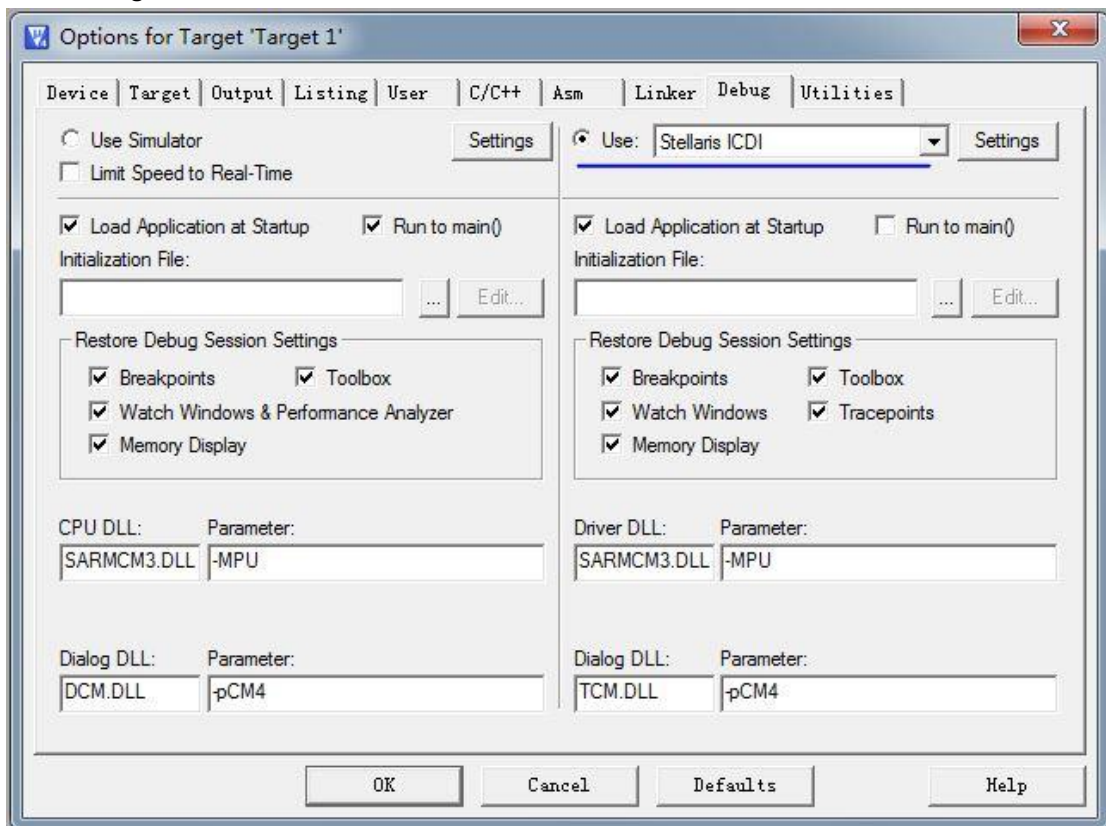 Options for Target 'Target 1'
Device Target Output Listing User C/C++ Asm Linker Debug Utilities
Use Simulator Settings
Limit Speed to Real-Time
Use: Stellaris ICDI Settings
Load Application at Startup Run to main()
Initialization File:
... Edit...
Restore Debug Session Settings
Breakpoints Toolbox
Watch Windows & Performance Analyzer
Memory Display
CPU DLL: Parameter:
SARMCM3.DLL -MPU
Dialog DLL: Parameter:
DCM.DLL -pCM4
Load Application at Startup Run to main()
Initialization File:
... Edit...
Restore Debug Session Settings
Breakpoints Toolbox
Watch Windows Tracepoints
Memory Display
Driver DLL: Parameter:
SARMCM3.DLL -MPU
Dialog DLL: Parameter:
TCM.DLL -pCM4
OK Cancel Defaults Help